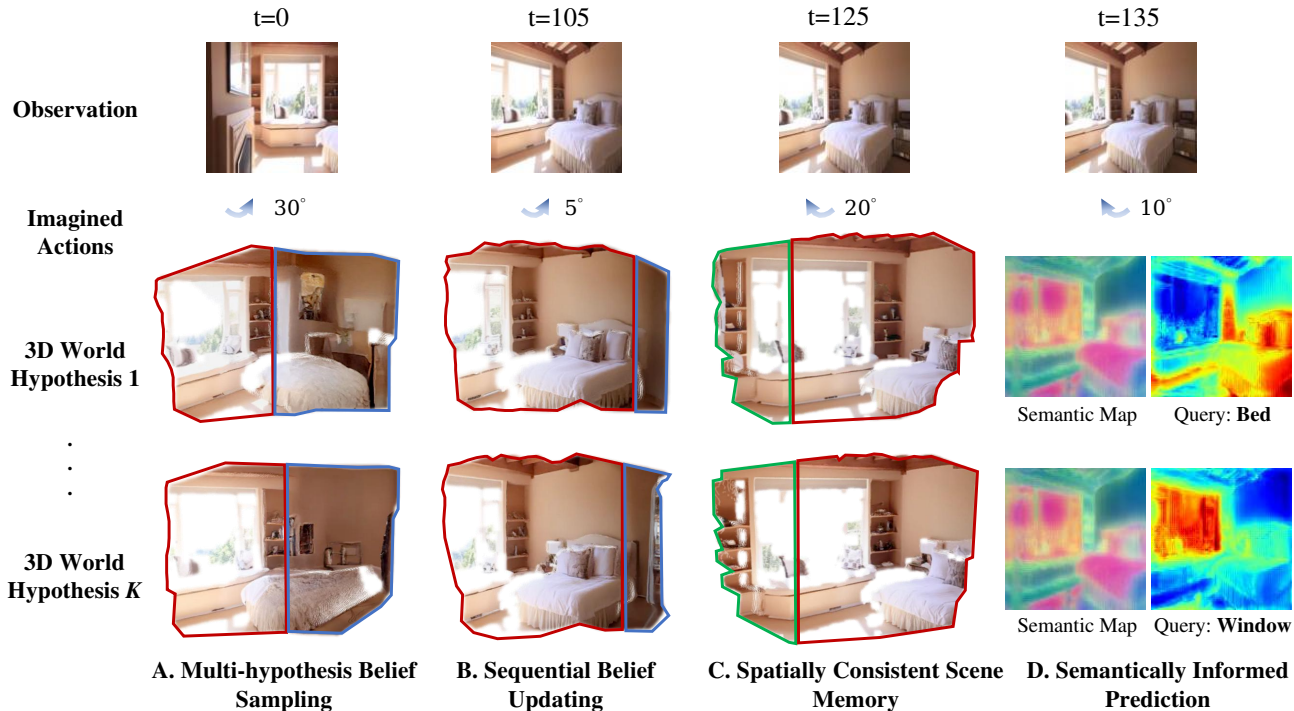 t=0
t=105
t=125
t=135
Observation
Imagined
Actions
30°
5°
20°
10°
3D World
Hypothesis 1
Semantic Map
Query: Bed
.
.
.
3D World
Hypothesis K
Semantic Map
Query: Window
A. Multi-hypothesis Belief
Sampling
B. Sequential Belief
Updating
C. Spatially Consistent Scene
Memory
D. Semantically Informed
Prediction